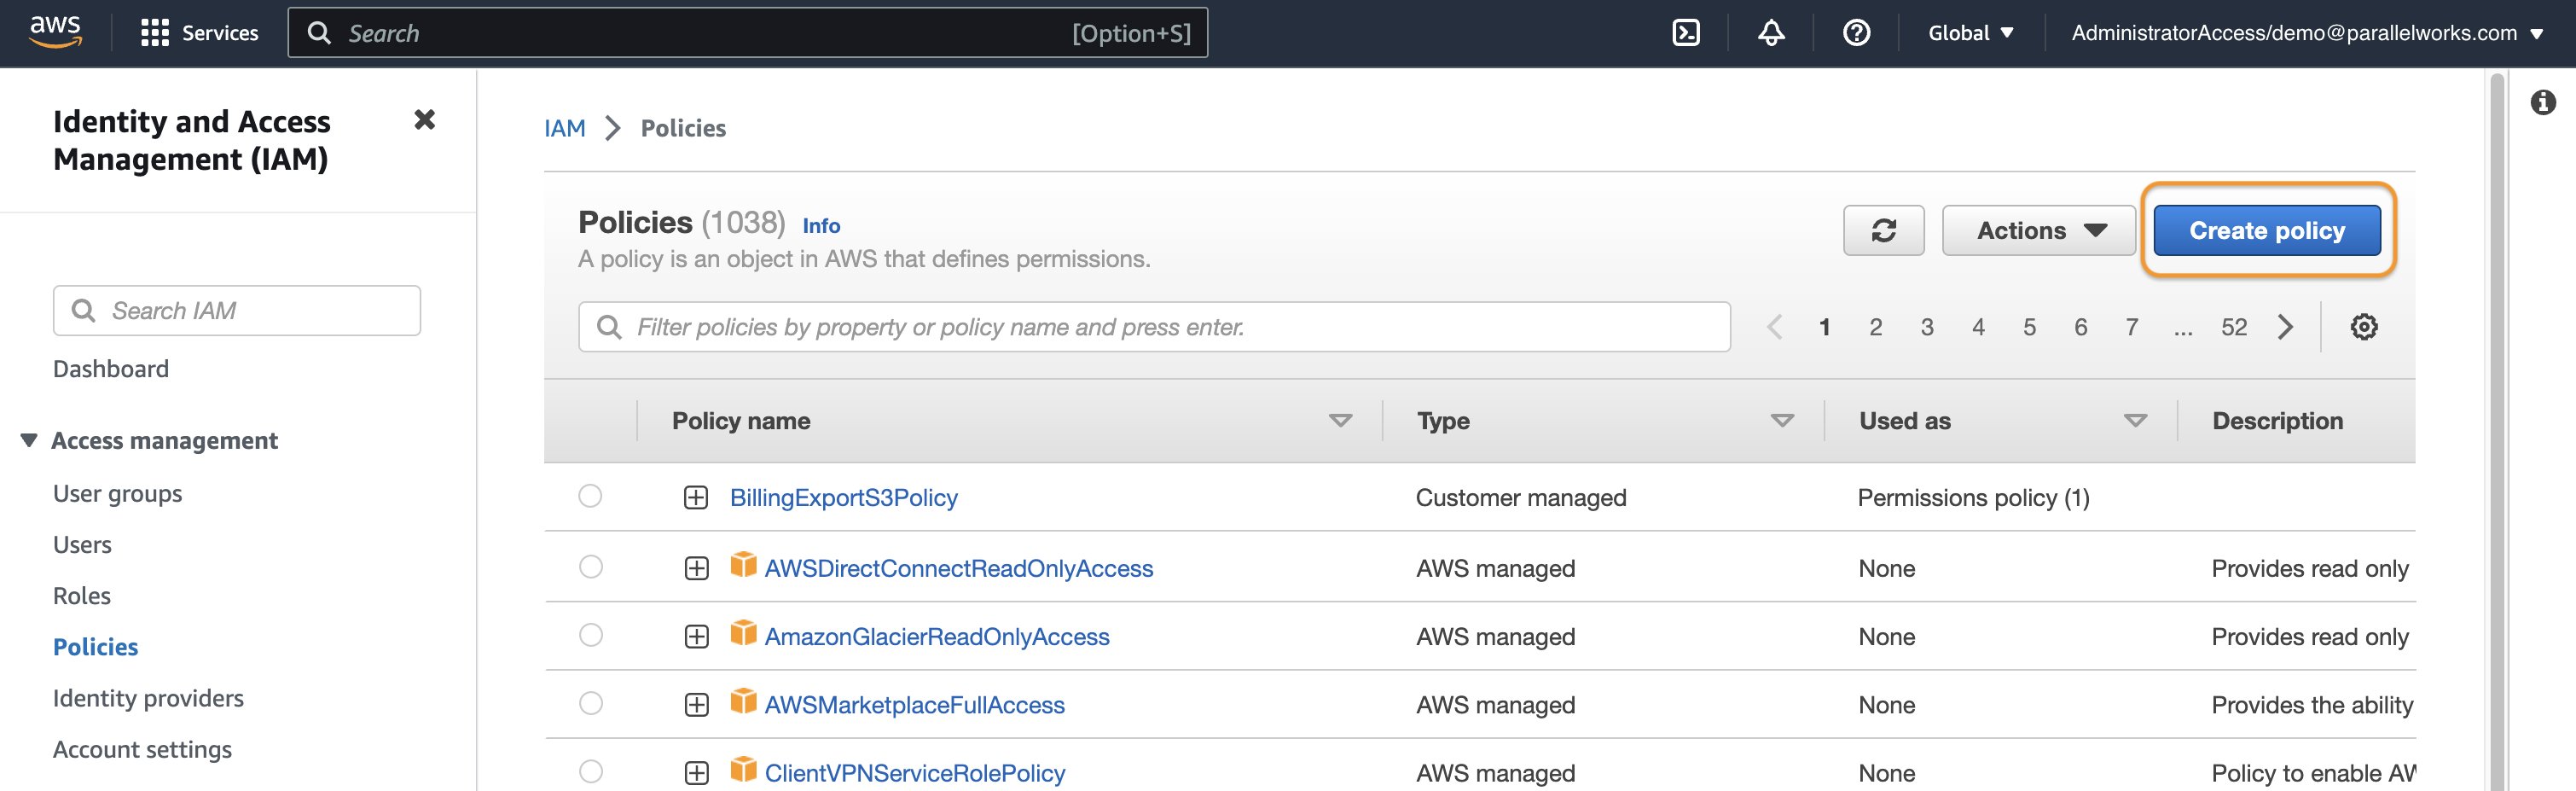 aws Services Search [Option+S] Global AdministratorAccess/demo@parallelworks.com
Identity and Access
Management (IAM)
Search IAM
Dashboard
Access management
User groups
Users
Roles
Policies
Identity providers
Account settings
IAM > Policies
Policies (1038) Info
A policy is an object in AWS that defines permissions.
Actions Create policy
Filter policies by property or policy name and press enter.
1 2 3 4 5 6 7 ... 52
Policy name Type Used as Description
BillingExportS3Policy Customer managed Permissions policy (1)
AWSDirectConnectReadOnlyAccess AWS managed None Provides read only
AmazonGlacierReadOnlyAccess AWS managed None Provides read only
AWSMarketplaceFullAccess AWS managed None Provides the ability
ClientVPNServiceRolePolicy AWS managed None Policy to enable AW